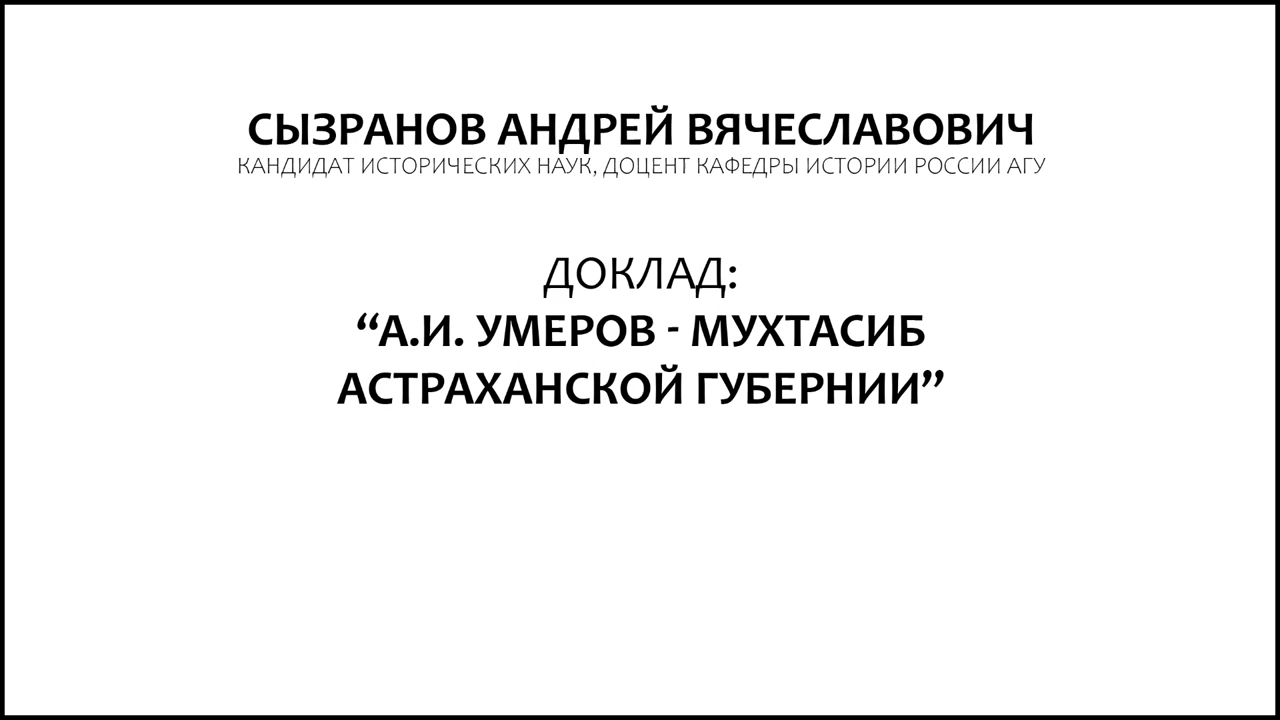 СЫЗРАНОВ АНДРЕЙ ВЯЧЕСЛАВОВИЧ
КАНДИДАТ ИСТОРИЧЕСКИХ НАУК, ДОЦЕНТ КАФЕДРЫ ИСТОРИИ РОССИИ АГУ
ДОКЛАД:
“А.И. УМЕРОВ - МУХТАСИБ
АСТРАХАНСКОЙ ГУБЕРНИИ”